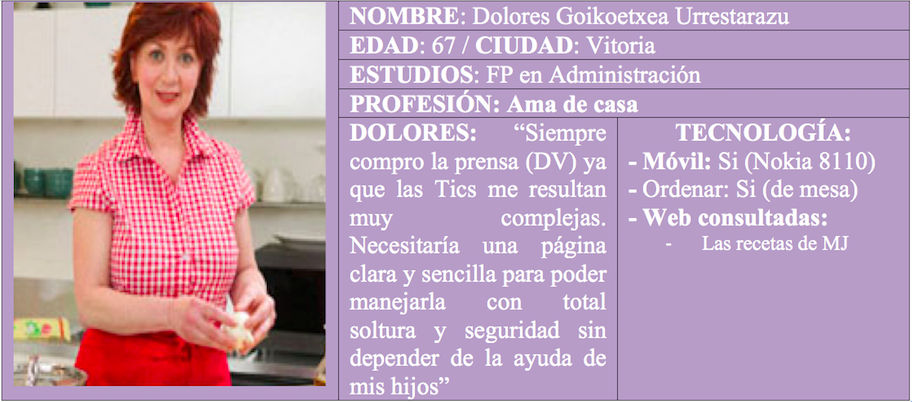 NOMBRE: Dolores Goikoetxea Urrestarazu
EDAD: 67 / CIUDAD: Vitoria
ESTUDIOS: FP en Administración
PROFESIÓN: Ama de casa
DOLORES: “Siempre
compro la prensa (DV) ya
que las Tics me resultan
muy complejas.
Necesitaría una página
clara y sencilla para poder
manejarla con total
soltura y seguridad sin
depender de la ayuda de
mis hijos”
TECNOLOGÍA:
- Móvil: Si (Nokia 8110)
- Ordenar: Si (de mesa)
- Web consultadas:
- Las recetas de MJ